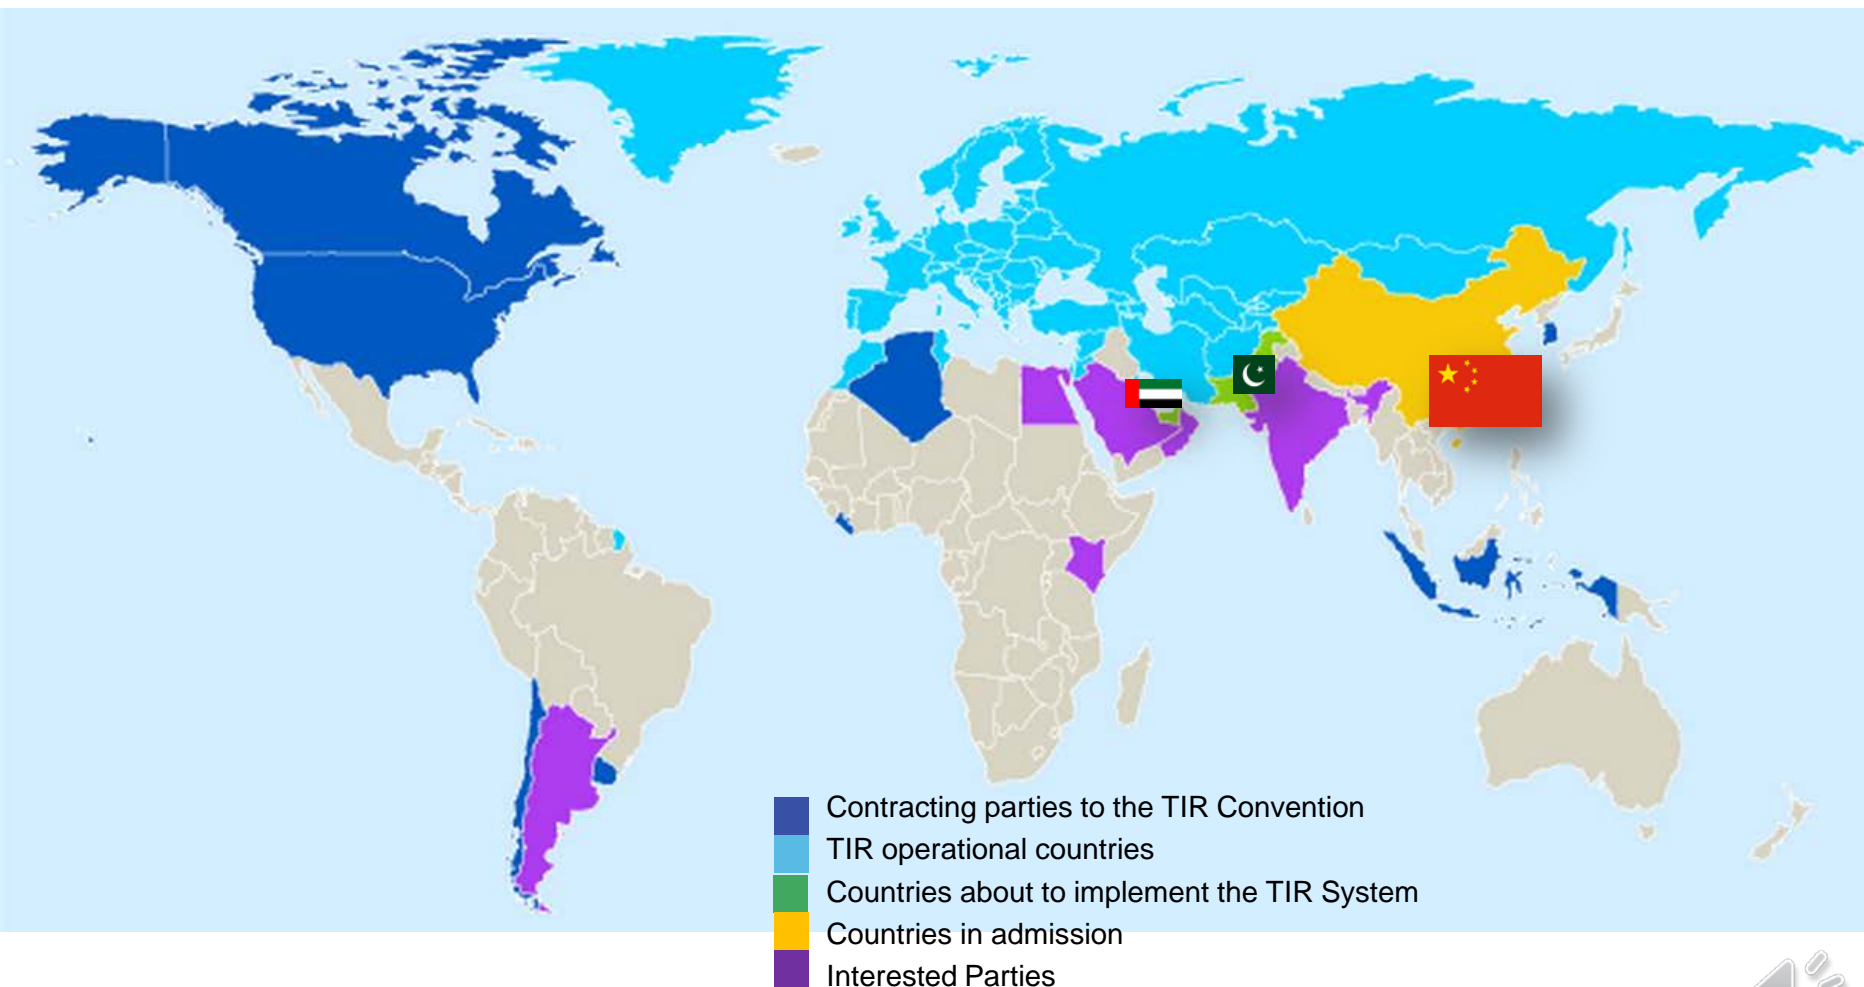 Contracting parties to the TIR Convention
TIR operational countries
Countries about to implement the TIR System
Countries in admission
Interested Parties